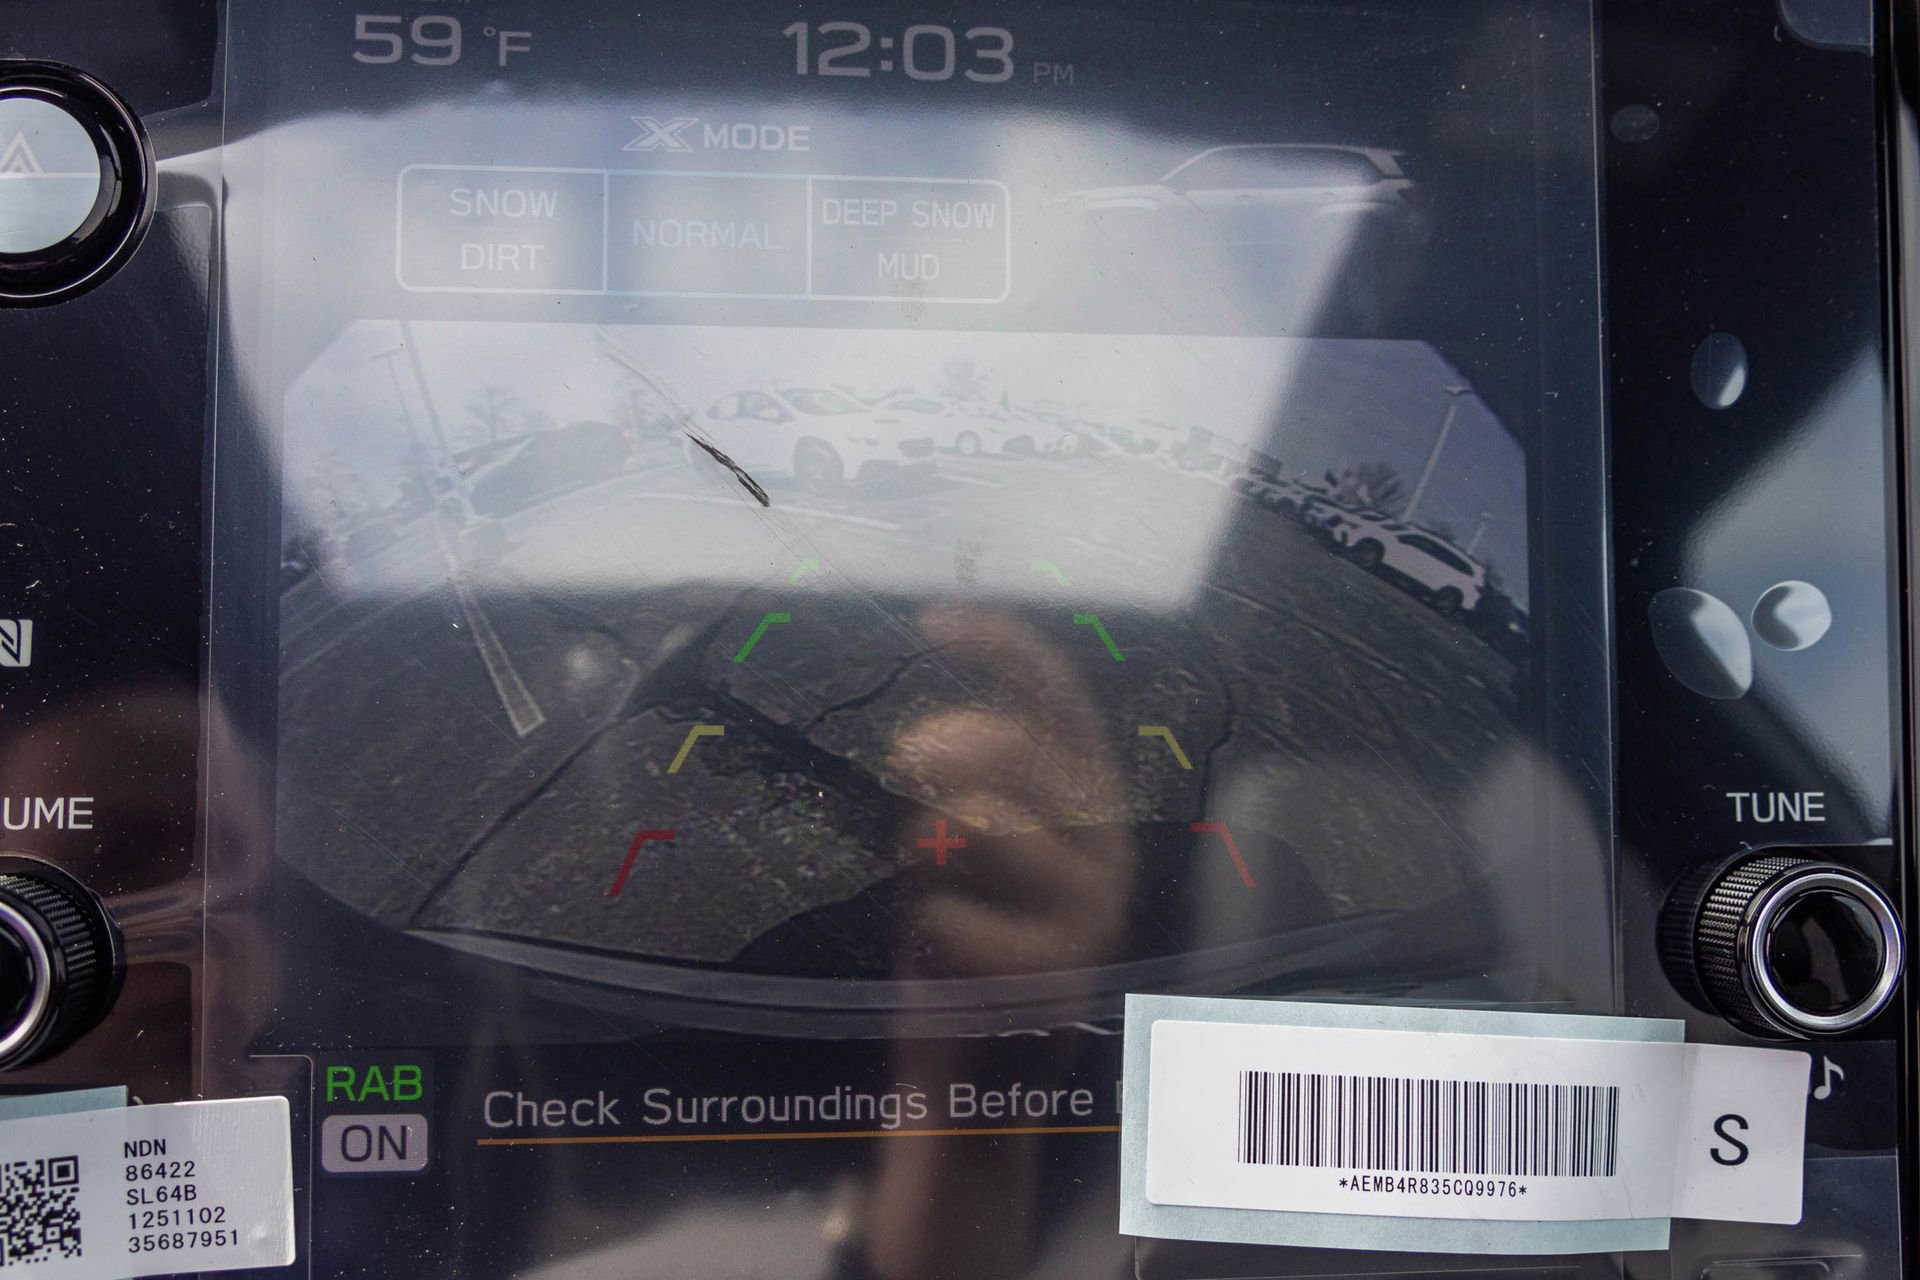 59 °F
12:03 PM
X MODE
SNOW
DIRT
NORMAL
DEEP SNOW
MUD
N
UME
TUNE
RAB
ON
Check Surroundings Before
NDN
86422
SL64B
1251102
35687951
*AEMB4R835CQ9976*
S